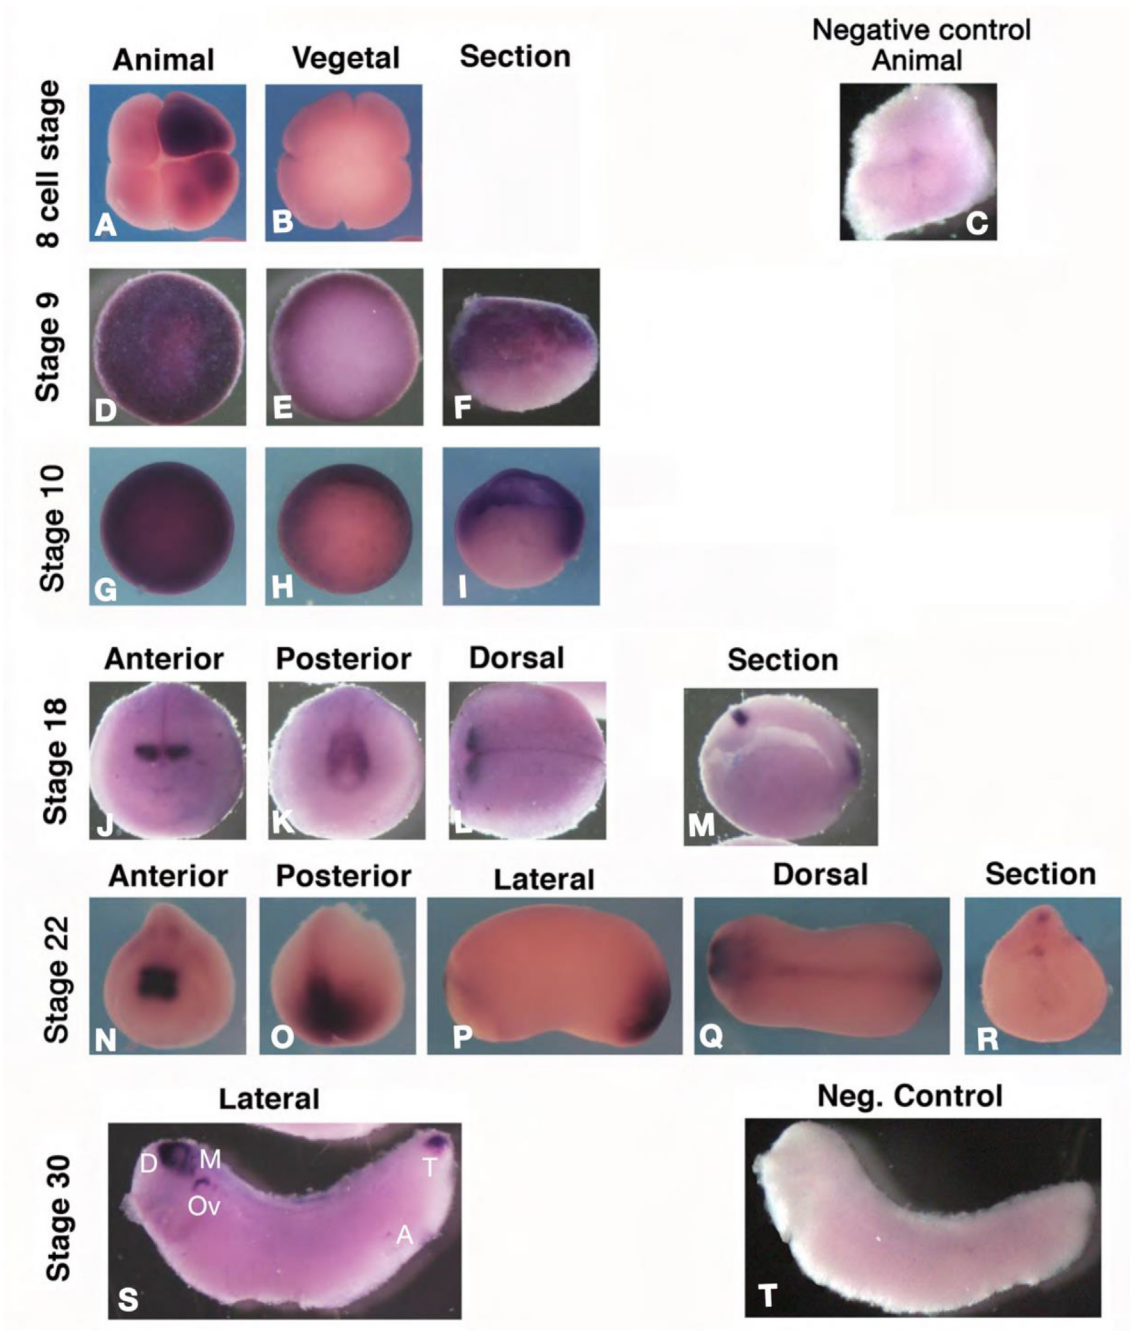 Negative control
Animal
Animal Vegetal Section
8 cell stage
A B C
Stage 9
D E F
Stage 10
G H I
Anterior Posterior Dorsal Section
Stage 18
J K L M
Anterior Posterior Lateral Dorsal Section
Stage 22
N O P Q R
Lateral
Neg. Control
Stage 30
D M T
Ov
A
S T